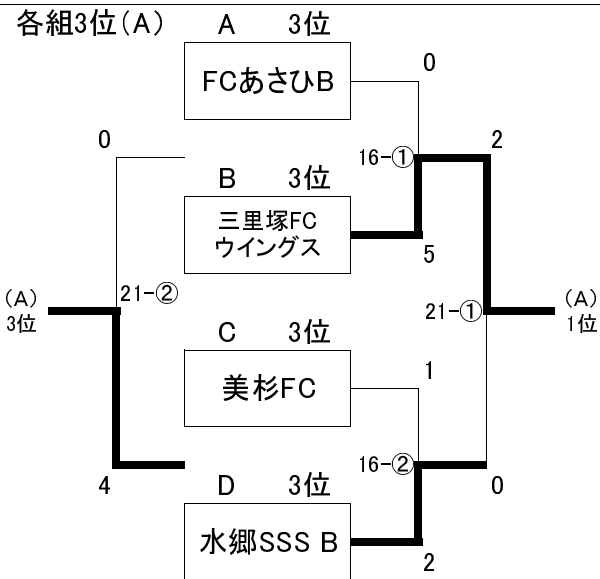 各組3位(A)
A 3位
FCあさひB
0
0
2
16-①
B 3位
三里塚FC
ウイングス
5
21-②
(A)
3位
21-①
(A)
1位
C 3位
美杉FC
1
16-②
4
D 3位
0
水郷SSS B
2